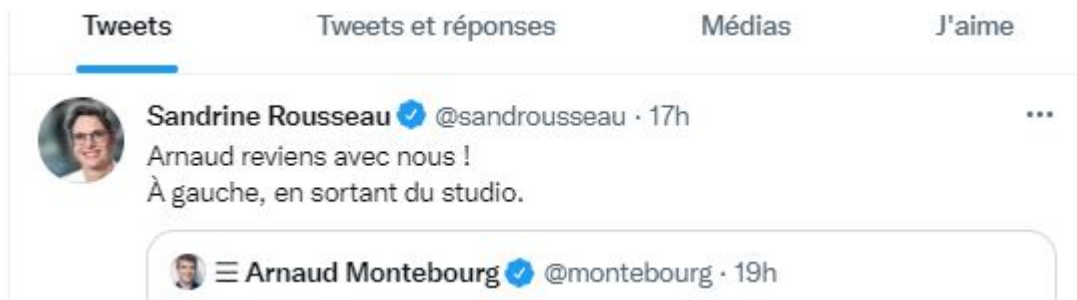 Tweets Tweets et réponses Médias J'aime
Sandrine Rousseau @sandrousseau · 17h ...
Arnaud reviens avec nous !
À gauche, en sortant du studio.
☰ Arnaud Montebourg @montebourg · 19h